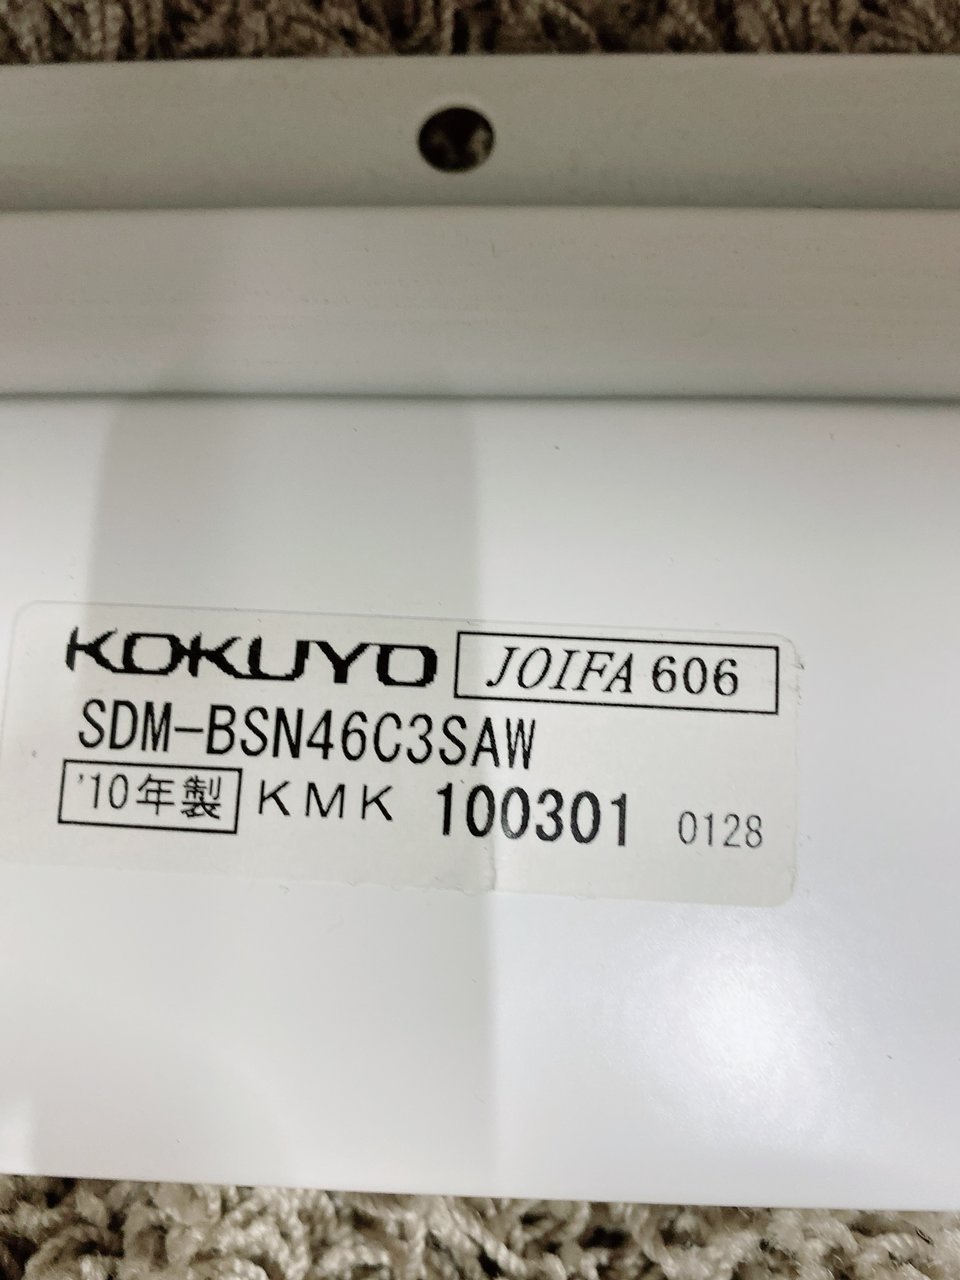 KOKUYO JOIFA 606
SDM-BSN46C3SAW
'10年製 KMK 100301 0128